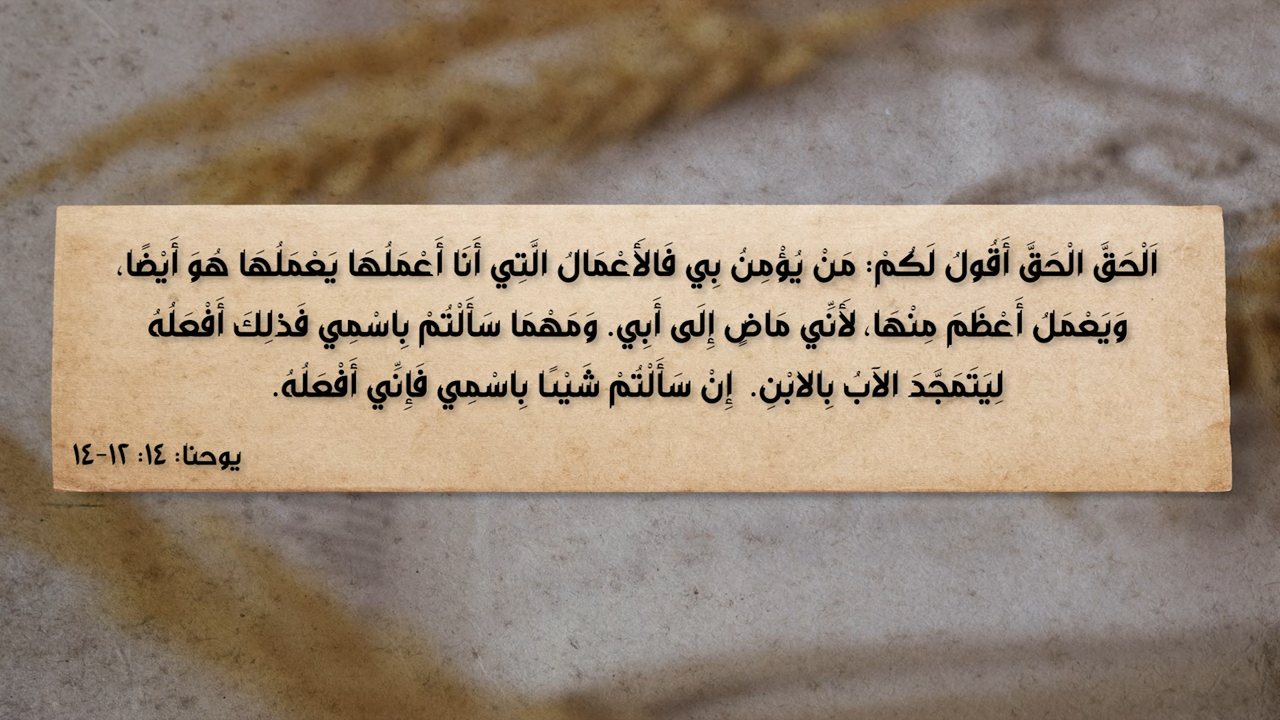 اَلْحَقَّ الْحَقَّ أَقُولُ لَكُمْ: مَنْ يُؤْمِنُ بِي فَالأَعْمَالُ الَّتِي أَنَا أَعْمَلُهَا يَعْمَلُهَا هُوَ أَيْضًا،
وَيَعْمَلُ أَعْظَمَ مِنْهَا، لأَنِّي مَاضٍ إِلَى أَبِي. وَمَهْمَا سَأَلْتُمْ بِاسْمِي فَذلِكَ أَفْعَلُهُ
لِيَتَمَجَّدَ الآبُ بِالابْنِ. إِنْ سَأَلْتُمْ شَيْئًا بِاسْمِي فَإِنِّي أَفْعَلُهُ.
يوحنا: ١٤: ١٢-١٤